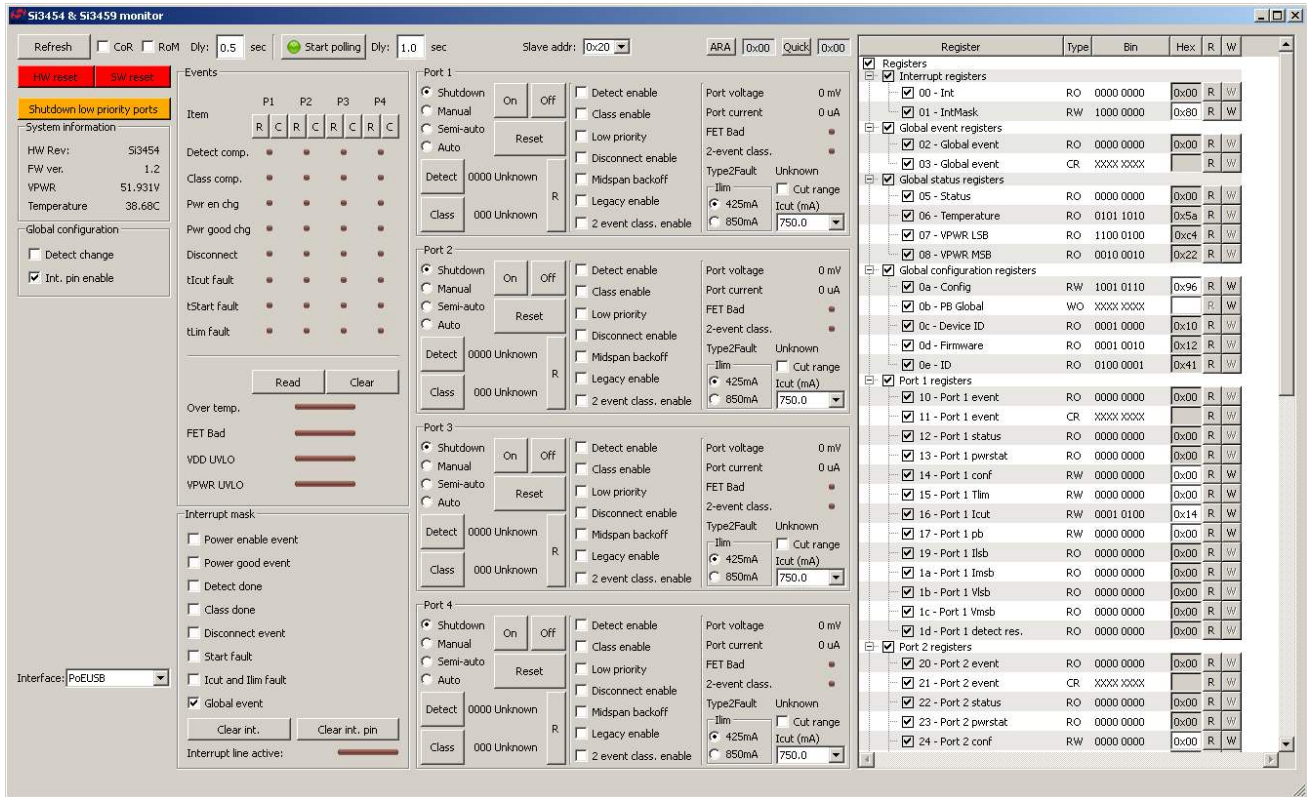 Si3454 & Si3459 monitor
Refresh CoR RoM Dly: 0.5 sec Start polling Dly: 1.0 sec Slave addr: 0x20 ARA 0x00 Quick 0x00
HW reset SW reset
Shutdown low priority ports
System information
HW Rev: Si3454
FW ver. 1.2
VPWR 51.931V
Temperature 38.68C
Global configuration
Detect change
Int. pin enable
Interface: PoEUSB
Events
P1 P2 P3 P4
Item R C R C R C R C
Detect comp.
Class comp.
Pwr en chg
Pwr good chg
Disconnect
tIcut fault
tStart fault
tLim fault
Read Clear
Over temp.
FET Bad
VDD UVLO
VPWR UVLO
Interrupt mask
Power enable event
Power good event
Detect done
Class done
Disconnect event
Start fault
Icut and Ilim fault
Global event
Clear int. Clear int. pin
Interrupt line active:
Port 1
Shutdown On Off Detect enable Port voltage 0 mV
Manual Class enable Port current 0 uA
Semi-auto Reset Low priority FET Bad
Auto Disconnect enable 2-event class.
Detect 0000 Unknown R Midspan backoff Type2Fault Unknown
Legacy enable Ilim Cut range
Class 000 Unknown 425mA Icut (mA)
2 event class. enable 850mA 750.0
Port 2
Shutdown On Off Detect enable Port voltage 0 mV
Manual Class enable Port current 0 uA
Semi-auto Reset Low priority FET Bad
Auto Disconnect enable 2-event class.
Detect 0000 Unknown R Midspan backoff Type2Fault Unknown
Legacy enable Ilim Cut range
Class 000 Unknown 425mA Icut (mA)
2 event class. enable 850mA 750.0
Port 3
Shutdown On Off Detect enable Port voltage 0 mV
Manual Class enable Port current 0 uA
Semi-auto Reset Low priority FET Bad
Auto Disconnect enable 2-event class.
Detect 0000 Unknown R Midspan backoff Type2Fault Unknown
Legacy enable Ilim Cut range
Class 000 Unknown 425mA Icut (mA)
2 event class. enable 850mA 750.0
Port 4
Shutdown On Off Detect enable Port voltage 0 mV
Manual Class enable Port current 0 uA
Semi-auto Reset Low priority FET Bad
Auto Disconnect enable 2-event class.
Detect 0000 Unknown R Midspan backoff Type2Fault Unknown
Legacy enable Ilim Cut range
Class 000 Unknown 425mA Icut (mA)
2 event class. enable 850mA 750.0
Register Type Bin Hex R W
Registers
Interrupt registers
00 - Int RO 0000 0000 0x00 R W
01 - IntMask RW 1000 0000 0x80 R W
Global event registers
02 - Global event RO 0000 0000 0x00 R W
03 - Global event CR XXXX XXXX R W
Global status registers
05 - Status RO 0000 0000 0x00 R W
06 - Temperature RO 0101 1010 0x5a R W
07 - VPWR LSB RO 1100 0100 0xc4 R W
08 - VPWR MSB RO 0010 0010 0x22 R W
Global configuration registers
0a - Config RW 1001 0110 0x96 R W
0b - PB Global WO XXXX XXXX R W
0c - Device ID RO 0001 0000 0x10 R W
0d - Firmware RO 0001 0010 0x12 R W
0e - ID RO 0100 0001 0x41 R W
Port 1 registers
10 - Port 1 event RO 0000 0000 0x00 R W
11 - Port 1 event CR XXXX XXXX R W
12 - Port 1 status RO 0000 0000 0x00 R W
13 - Port 1 pwrstat RO 0000 0000 0x00 R W
14 - Port 1 conf RW 0000 0000 0x00 R W
15 - Port 1 Tlim RW 0000 0000 0x00 R W
16 - Port 1 Icut RW 0001 0100 0x14 R W
17 - Port 1 pb RW 0000 0000 0x00 R W
19 - Port 1 Ilsb RO 0000 0000 0x00 R W
1a - Port 1 Imsb RO 0000 0000 0x00 R W
1b - Port 1 Vlsb RO 0000 0000 0x00 R W
1c - Port 1 Vmsb RO 0000 0000 0x00 R W
1d - Port 1 detect res. RO 0000 0000 0x00 R W
Port 2 registers
20 - Port 2 event RO 0000 0000 0x00 R W
21 - Port 2 event CR XXXX XXXX R W
22 - Port 2 status RO 0000 0000 0x00 R W
23 - Port 2 pwrstat RO 0000 0000 0x00 R W
24 - Port 2 conf RW 0000 0000 0x00 R W